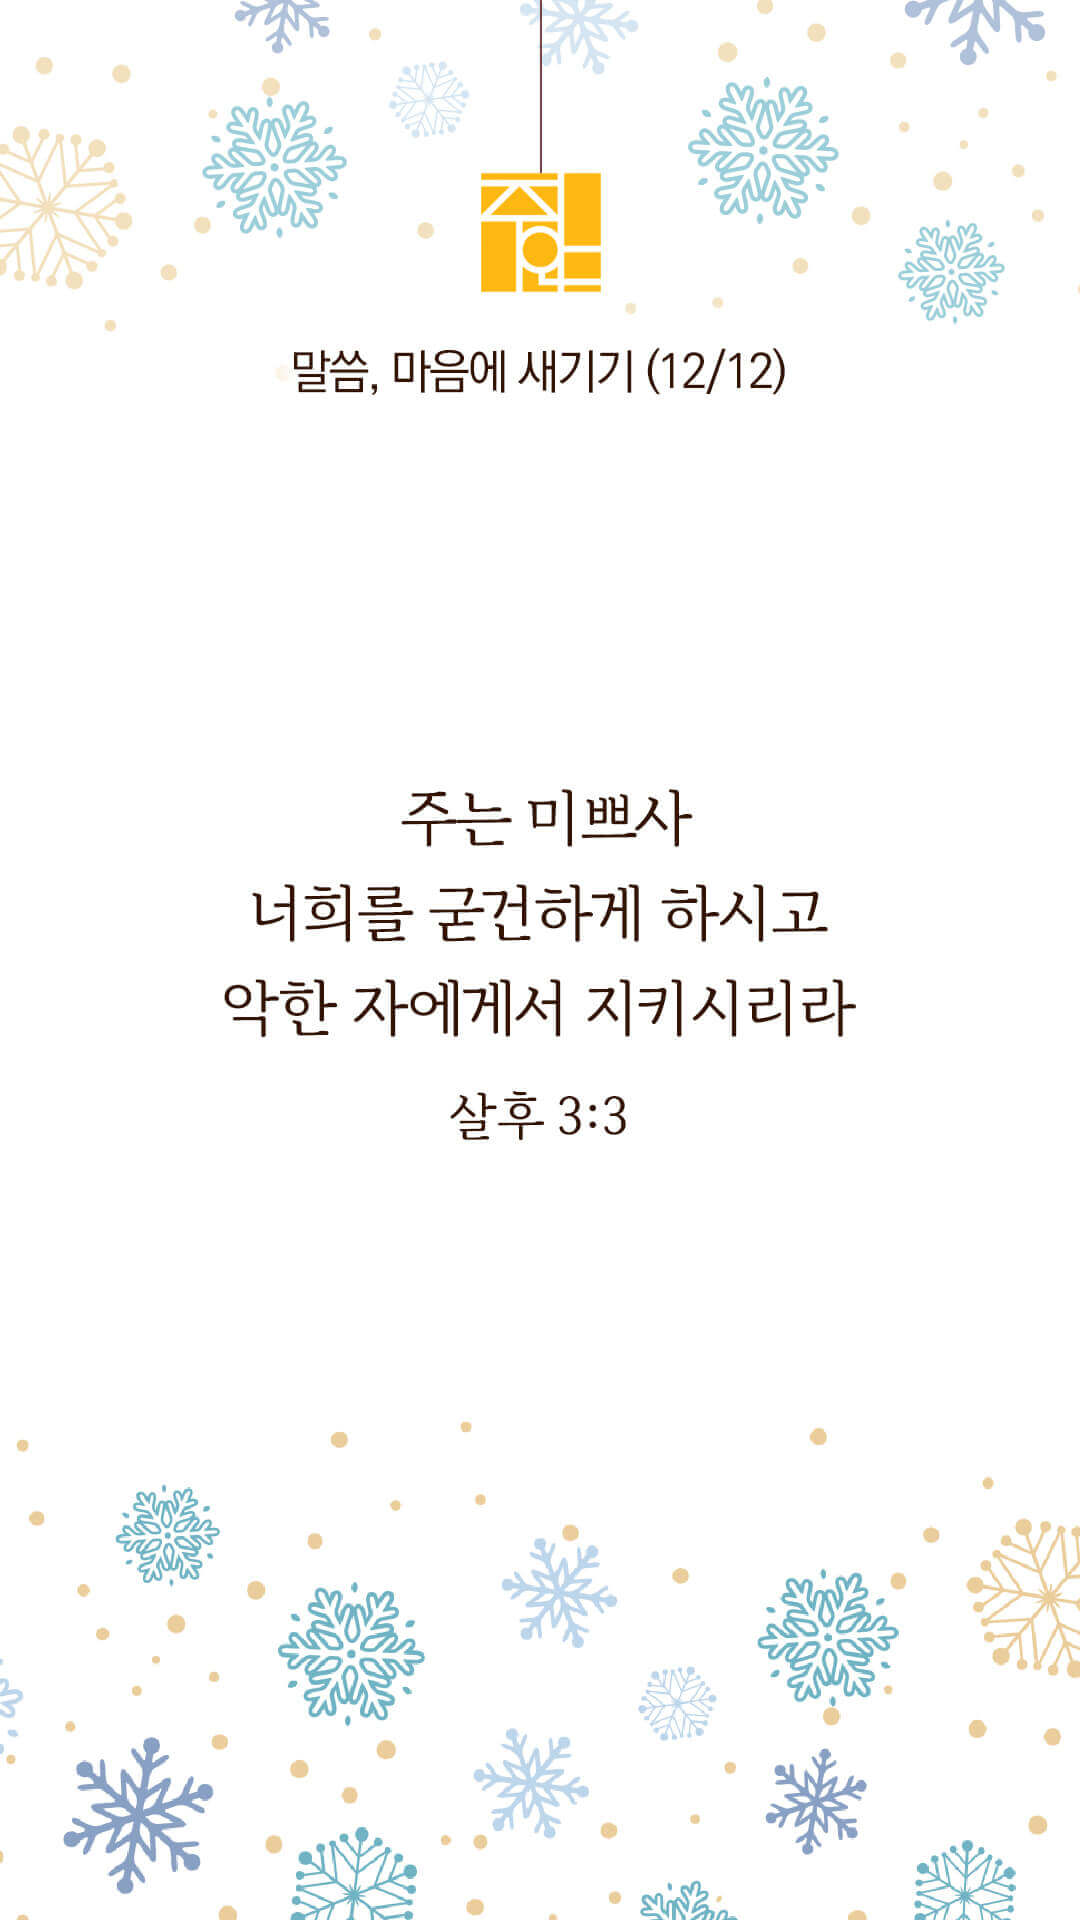 주안
말씀, 마음에 새기기 (12/12)
주는 미쁘사
너희를 굳건하게 하시고
악한 자에게서 지키시리라
살후 3:3